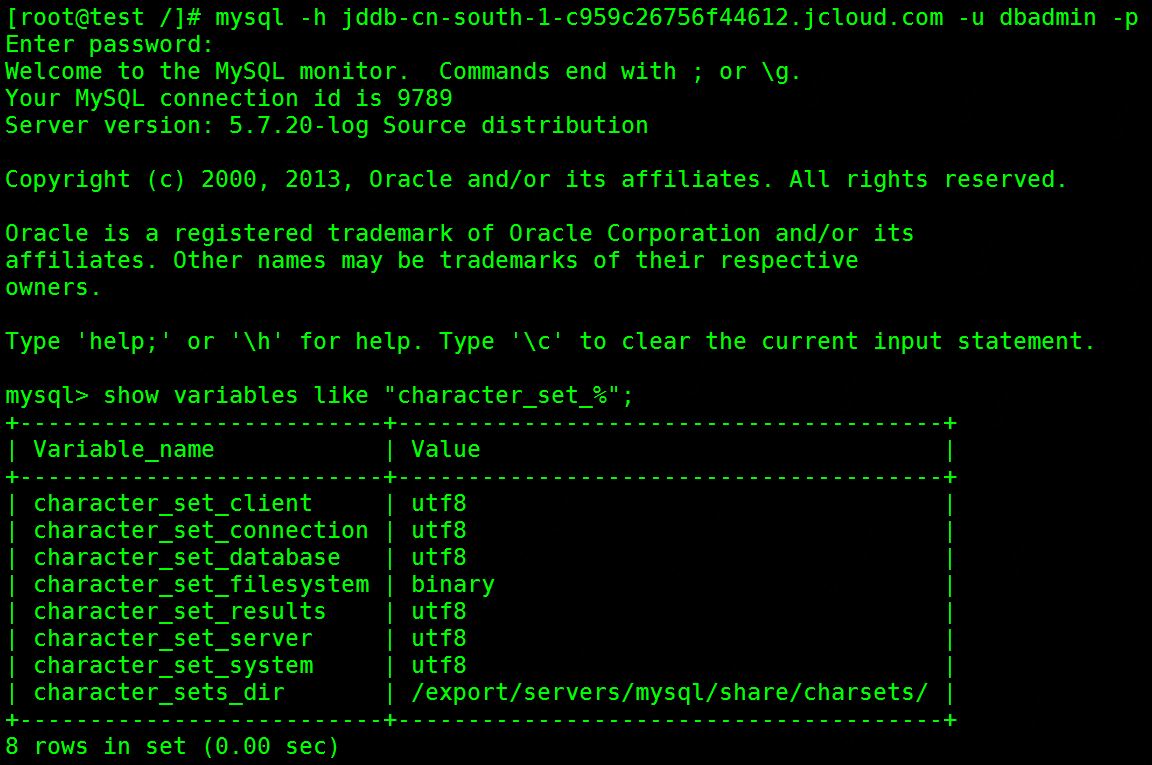 [root@test /]# mysql -h jddb-cn-south-1-c959c26756f44612.jcloud.com -u dbadmin -p
Enter password:
Welcome to the MySQL monitor.  Commands end with ; or \g.
Your MySQL connection id is 9789
Server version: 5.7.20-log Source distribution

Copyright (c) 2000, 2013, Oracle and/or its affiliates. All rights reserved.

Oracle is a registered trademark of Oracle Corporation and/or its
affiliates. Other names may be trademarks of their respective
owners.

Type 'help;' or '\h' for help. Type '\c' to clear the current input statement.

mysql> show variables like "character_set_%";
+--------------------------+---------------------------------------+
| Variable_name            | Value                                 |
+--------------------------+---------------------------------------+
| character_set_client     | utf8                                  |
| character_set_connection | utf8                                  |
| character_set_database   | utf8                                  |
| character_set_filesystem | binary                                |
| character_set_results    | utf8                                  |
| character_set_server     | utf8                                  |
| character_set_system     | utf8                                  |
| character_sets_dir       | /export/servers/mysql/share/charsets/ |
+--------------------------+---------------------------------------+
8 rows in set (0.00 sec)